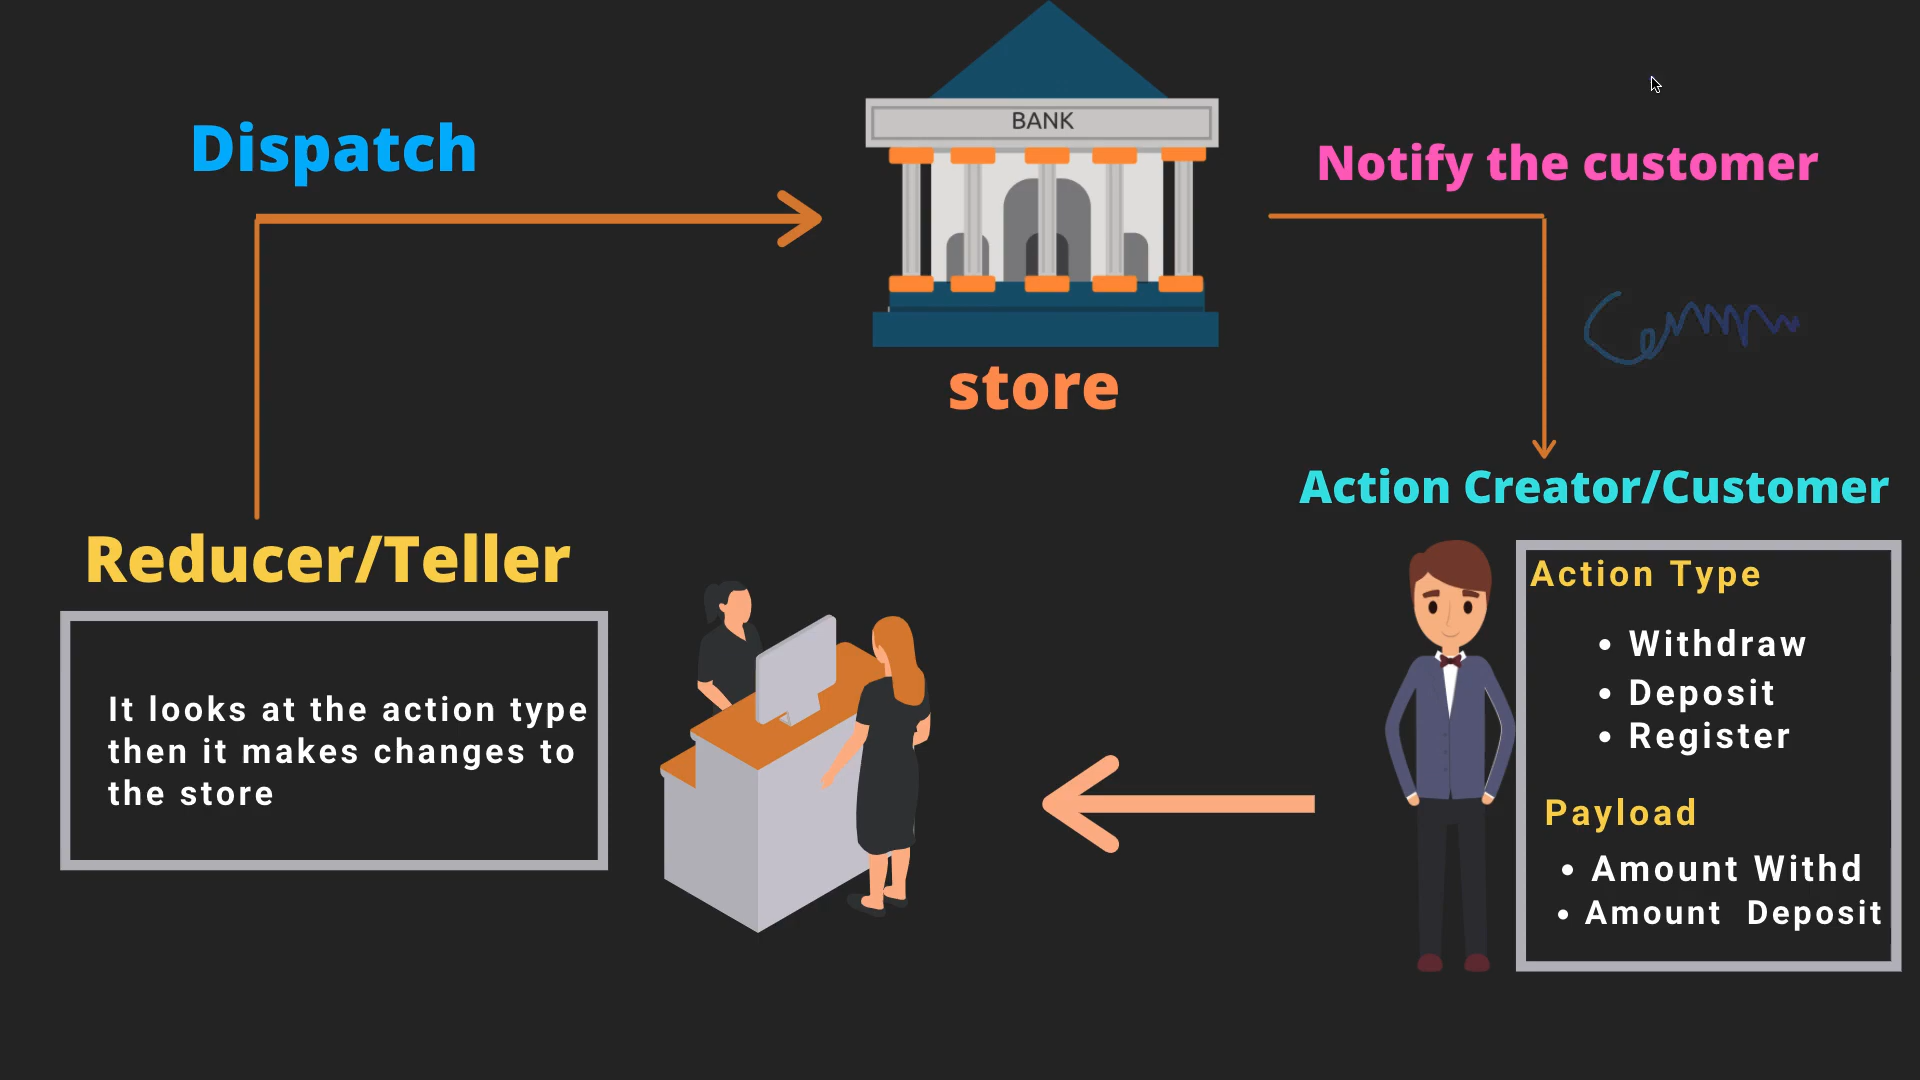 BANK
Dispatch
Notify the customer
store
Action Creator/Customer
Reducer/Teller
It looks at the action type
then it makes changes to
the store
Action Type
• Withdraw
• Deposit
• Register
Payload
• Amount Withd
• Amount Deposit